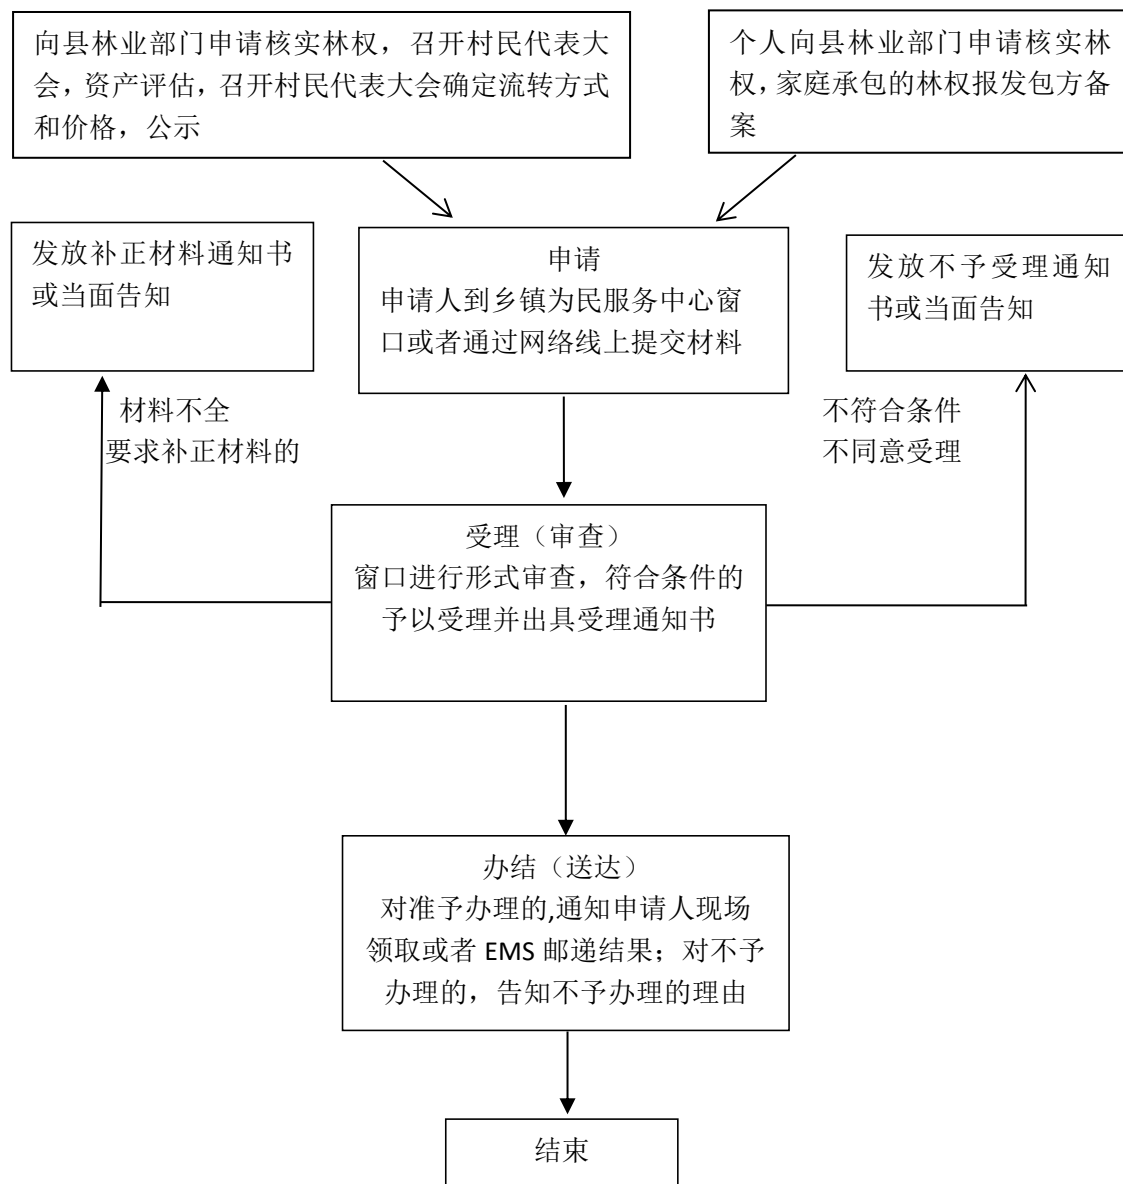 向县林业部门申请核实林权，召开村民代表大
会，资产评估，召开村民代表大会确定流转方式
和价格，公示
个人向县林业部门申请核实林
权，家庭承包的林权报发包方备
案
发放补正材料通知书
或当面告知
申请
申请人到乡镇为民服务中心窗
口或者通过网络线上提交材料
发放不予受理通知
书或当面告知
材料不全
要求补正材料的
不符合条件
不同意受理
受理（审查）
窗口进行形式审查，符合条件的
予以受理并出具受理通知书
办结（送达）
对准予办理的,通知申请人现场
领取或者 EMS 邮递结果；对不予
办理的，告知不予办理的理由
结束